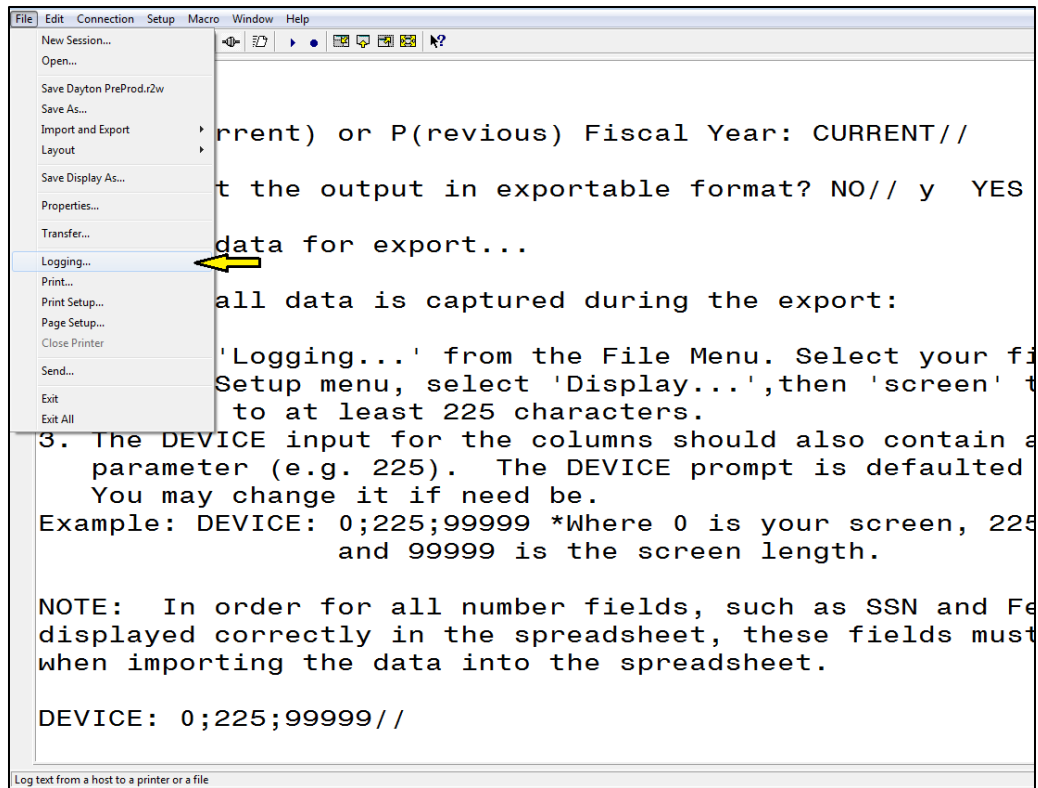 File Edit Connection Setup Macro Window Help
New Session...
Open...
Save Dayton PreProd.r2w
Save As...
Import and Export
Layout
Save Display As...
Properties...
Transfer...
Logging...
Print...
Print Setup...
Page Setup...
Close Printer
Send...
Exit
Exit All
rrent) or P(revious) Fiscal Year: CURRENT//
t the output in exportable format? NO// y YES
data for export...
all data is captured during the export:
'Logging...' from the File Menu. Select your fi
Setup menu, select 'Display...',then 'screen' t
to at least 225 characters.
3. The DEVICE input for the columns should also contain a
parameter (e.g. 225). The DEVICE prompt is defaulted
You may change it if need be.
Example: DEVICE: 0;225;99999 *Where 0 is your screen, 225
and 99999 is the screen length.
NOTE: In order for all number fields, such as SSN and Fe
displayed correctly in the spreadsheet, these fields must
when importing the data into the spreadsheet.
DEVICE: 0;225;99999//
Log text from a host to a printer or a file